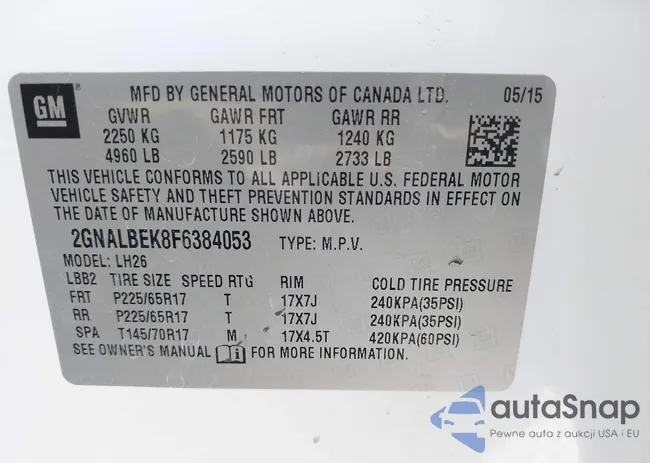 GM
MFD BY GENERAL MOTORS OF CANADA LTD. 05/15
GVWR GAWR FRT GAWR RR
2250 KG 1175 KG 1240 KG
4960 LB 2590 LB 2733 LB
THIS VEHICLE CONFORMS TO ALL APPLICABLE U.S. FEDERAL MOTOR
VEHICLE SAFETY AND THEFT PREVENTION STANDARDS IN EFFECT ON
THE DATE OF MANUFACTURE SHOWN ABOVE.
2GNALBEK8F6384053 TYPE: M.P.V.
MODEL: LH26
LBB2 TIRE SIZE SPEED RTG RIM COLD TIRE PRESSURE
FRT P225/65R17 T 17X7J 240KPA(35PSI)
RR P225/65R17 T 17X7J 240KPA(35PSI)
SPA T145/70R17 M 17X4.5T 420KPA(60PSI)
SEE OWNER'S MANUAL FOR MORE INFORMATION.
autaSnap
Pewne auta z aukcji USA i EU